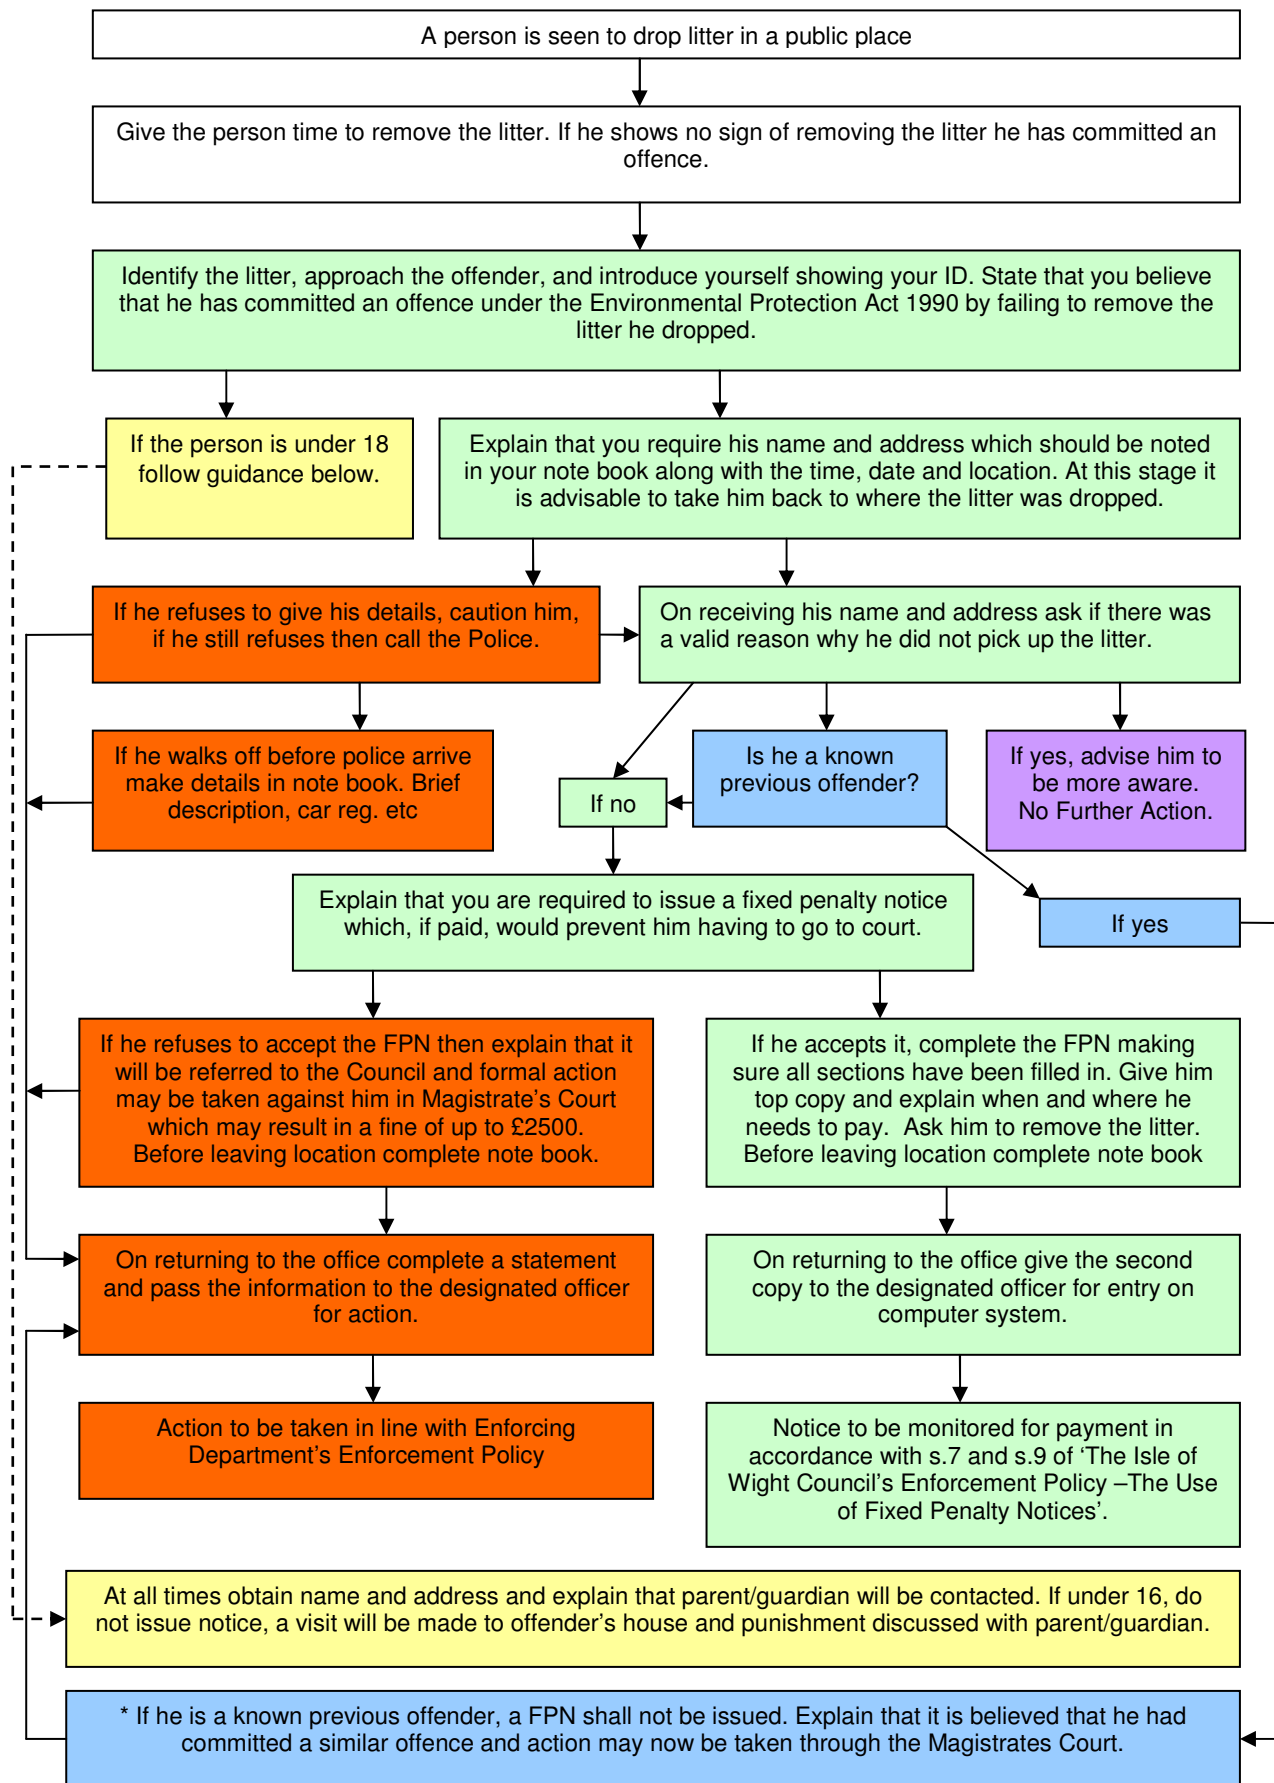 A person is seen to drop litter in a public place
Give the person time to remove the litter. If he shows no sign of removing the litter he has committed an
offence.
Identify the litter, approach the offender, and introduce yourself showing your ID. State that you believe
that he has committed an offence under the Environmental Protection Act 1990 by failing to remove the
litter he dropped.
If the person is under 18
follow guidance below.
Explain that you require his name and address which should be noted
in your note book along with the time, date and location. At this stage it
is advisable to take him back to where the litter was dropped.
If he refuses to give his details, caution him,
if he still refuses then call the Police.
On receiving his name and address ask if there was
a valid reason why he did not pick up the litter.
If he walks off before police arrive
make details in note book. Brief
description, car reg. etc
If no
Is he a known
previous offender?
If yes, advise him to
be more aware.
No Further Action.
Explain that you are required to issue a fixed penalty notice
which, if paid, would prevent him having to go to court.
If yes
If he refuses to accept the FPN then explain that it
will be referred to the Council and formal action
may be taken against him in Magistrate's Court
which may result in a fine of up to £2500.
Before leaving location complete note book.
If he accepts it, complete the FPN making
sure all sections have been filled in. Give him
top copy and explain when and where he
needs to pay.  Ask him to remove the litter.
Before leaving location complete note book
On returning to the office complete a statement
and pass the information to the designated officer
for action.
On returning to the office give the second
copy to the designated officer for entry on
computer system.
Action to be taken in line with Enforcing
Department's Enforcement Policy
Notice to be monitored for payment in
accordance with s.7 and s.9 of 'The Isle of
Wight Council's Enforcement Policy –The Use
of Fixed Penalty Notices'.
At all times obtain name and address and explain that parent/guardian will be contacted. If under 16, do
not issue notice, a visit will be made to offender's house and punishment discussed with parent/guardian.
* If he is a known previous offender, a FPN shall not be issued. Explain that it is believed that he had
committed a similar offence and action may now be taken through the Magistrates Court.